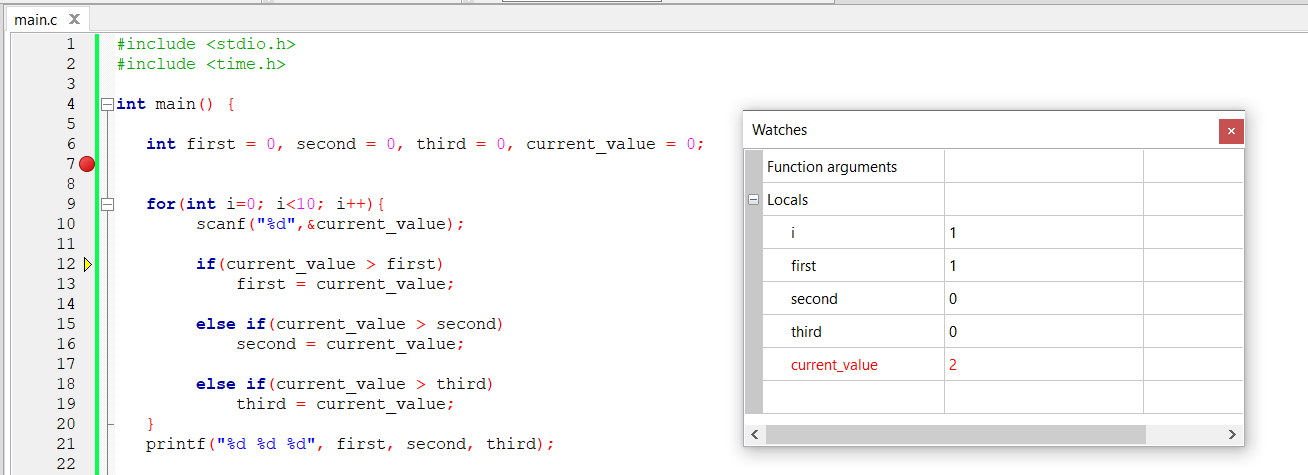 main.c X
1 #include <stdio.h>
2 #include <time.h>
3
4 int main() {
5
6 int first = 0, second = 0, third = 0, current_value = 0;
7
8
9 for(int i=0; i<10; i++){
10 scanf("%d",&current_value);
11
12 if(current_value > first)
13 first = current_value;
14
15 else if(current_value > second)
16 second = current_value;
17
18 else if(current_value > third)
19 third = current_value;
20 }
21 printf("%d %d %d", first, second, third);
22
Watches ×
Function arguments
Locals
i 1
first 1
second 0
third 0
current_value 2